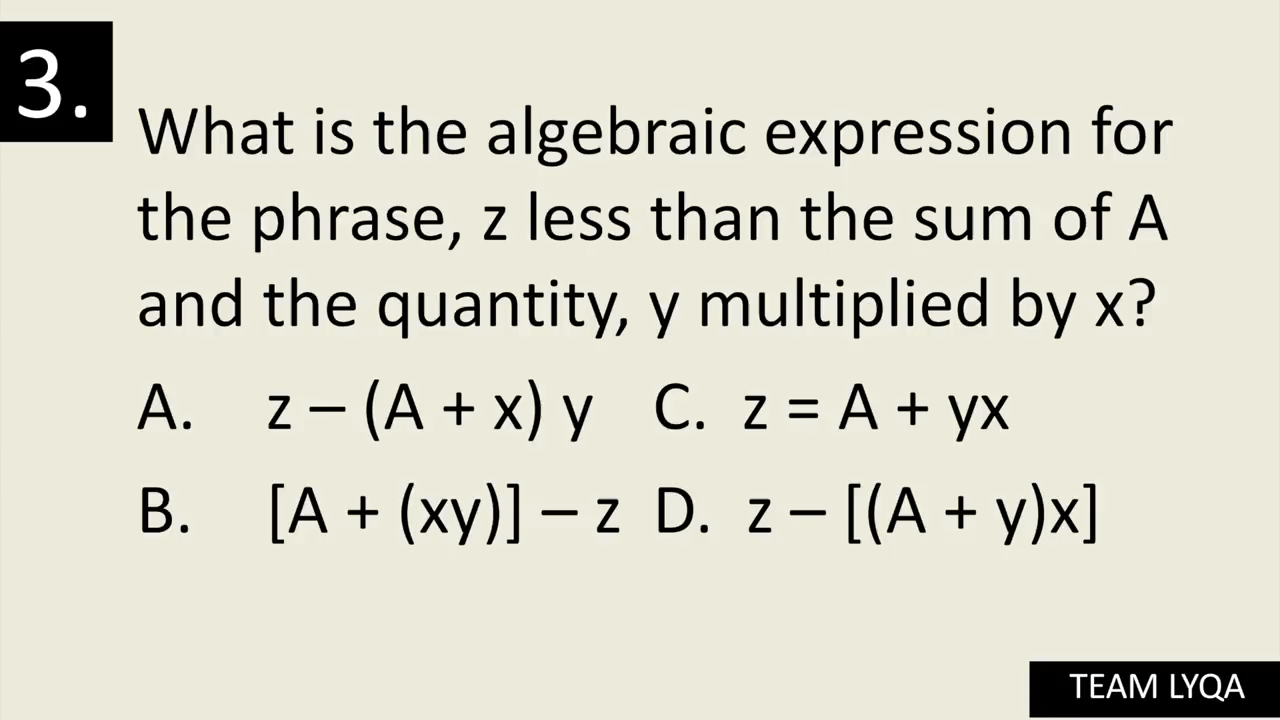 3.
What is the algebraic expression for
the phrase, z less than the sum of A
and the quantity, y multiplied by x?
A. z – (A + x) y C. z = A + yx
B. [A + (xy)] – z D. z – [(A + y)x]
TEAM LYQA